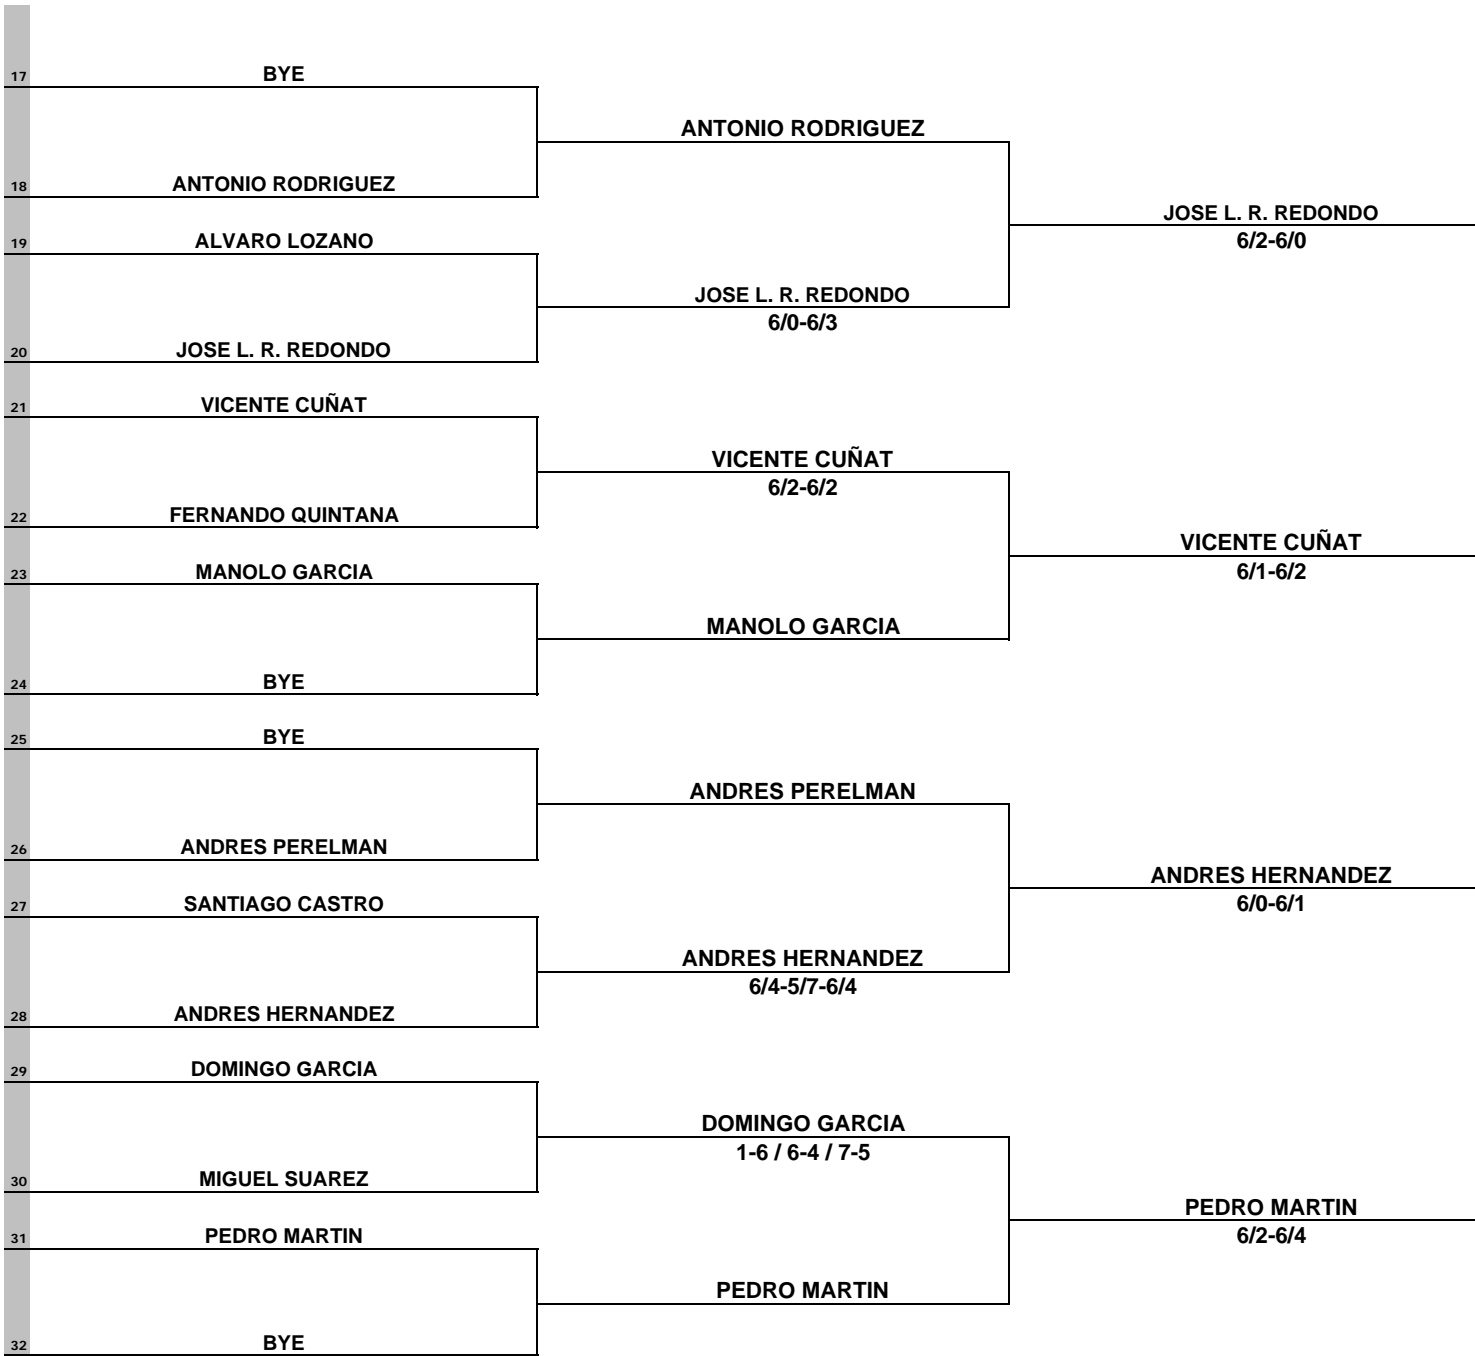 17 BYE
ANTONIO RODRIGUEZ
18 ANTONIO RODRIGUEZ
JOSE L. R. REDONDO
6/2-6/0
19 ALVARO LOZANO
JOSE L. R. REDONDO
6/0-6/3
20 JOSE L. R. REDONDO
21 VICENTE CUÑAT
VICENTE CUÑAT
6/2-6/2
22 FERNANDO QUINTANA
VICENTE CUÑAT
6/1-6/2
23 MANOLO GARCIA
MANOLO GARCIA
24 BYE
25 BYE
ANDRES PERELMAN
26 ANDRES PERELMAN
ANDRES HERNANDEZ
6/0-6/1
27 SANTIAGO CASTRO
ANDRES HERNANDEZ
6/4-5/7-6/4
28 ANDRES HERNANDEZ
29 DOMINGO GARCIA
DOMINGO GARCIA
1-6 / 6-4 / 7-5
30 MIGUEL SUAREZ
PEDRO MARTIN
6/2-6/4
31 PEDRO MARTIN
PEDRO MARTIN
32 BYE